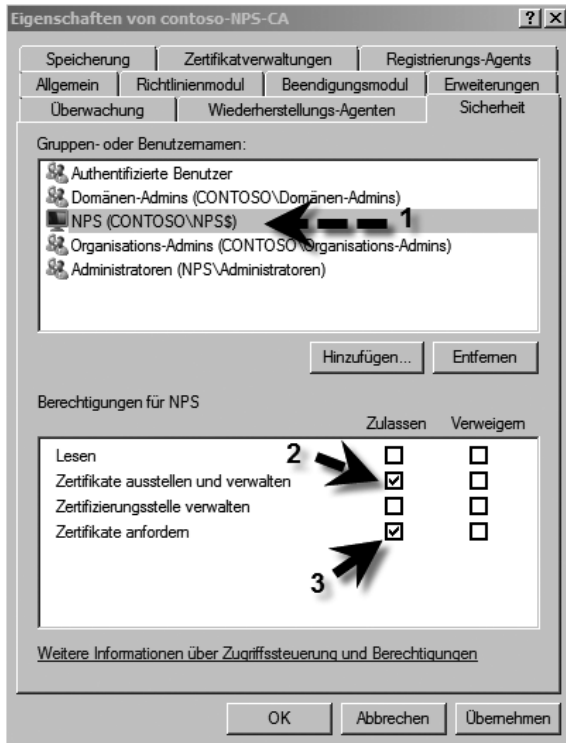 Eigenschaften von contoso-NPS-CA
Speicherung Zertifikatverwaltungen Registrierungs-Agents
Allgemein Richtlinienmodul Beendigungsmodul Erweiterungen
Überwachung Wiederherstellungs-Agenten Sicherheit
Gruppen- oder Benutzernamen:
Authentifizierte Benutzer
Domänen-Admins (CONTOSO\Domänen-Admins)
NPS (CONTOSO\NPS$) 1
Organisations-Admins (CONTOSO\Organisations-Admins)
Administratoren (NPS\Administratoren)
Hinzufügen... Entfernen
Berechtigungen für NPS
Zulassen Verweigern
Lesen 2
Zertifikate ausstellen und verwalten
Zertifizierungsstelle verwalten
Zertifikate anfordern
3
Weitere Informationen über Zugriffssteuerung und Berechtigungen
OK Abbrechen Übernehmen